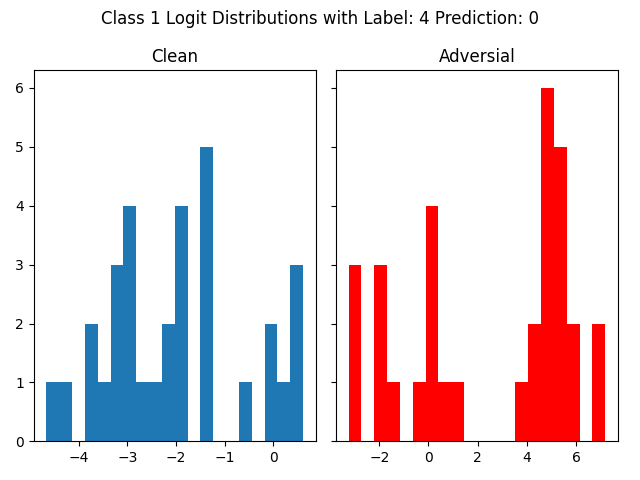 Class 1 Logit Distributions with Label: 4 Prediction: 0
Clean
Adversial
6
5
4
3
2
1
0
−4 −3 −2 −1 0
−2 0 2 4 6